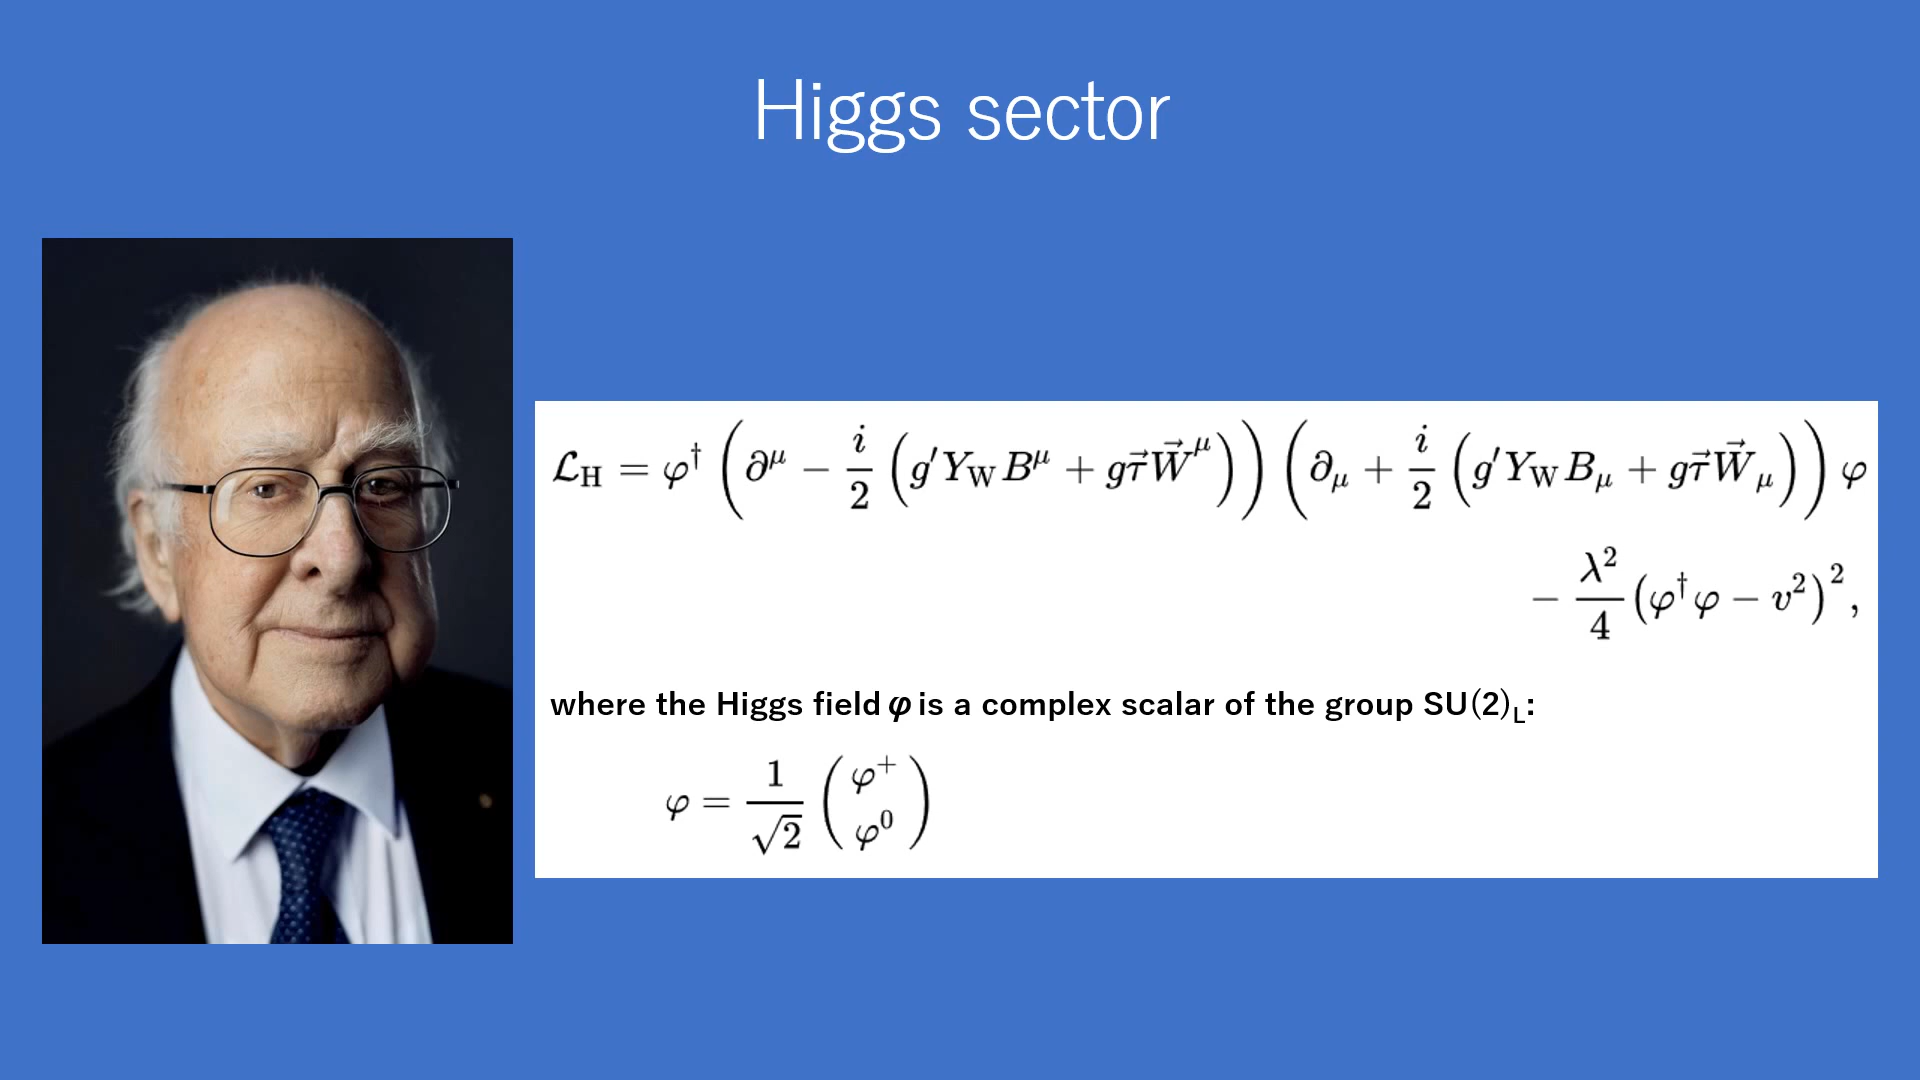 Higgs sector
ℒ_H = φ† (∂^μ − i/2 (g′ Y_W B^μ + g τ⃗ W⃗^μ)) (∂_μ + i/2 (g′ Y_W B_μ + g τ⃗ W⃗_μ)) φ
− λ²/4 (φ†φ − v²)²,
where the Higgs field φ is a complex scalar of the group SU(2)_L:
φ = 1/√2 (φ⁺ φ⁰)